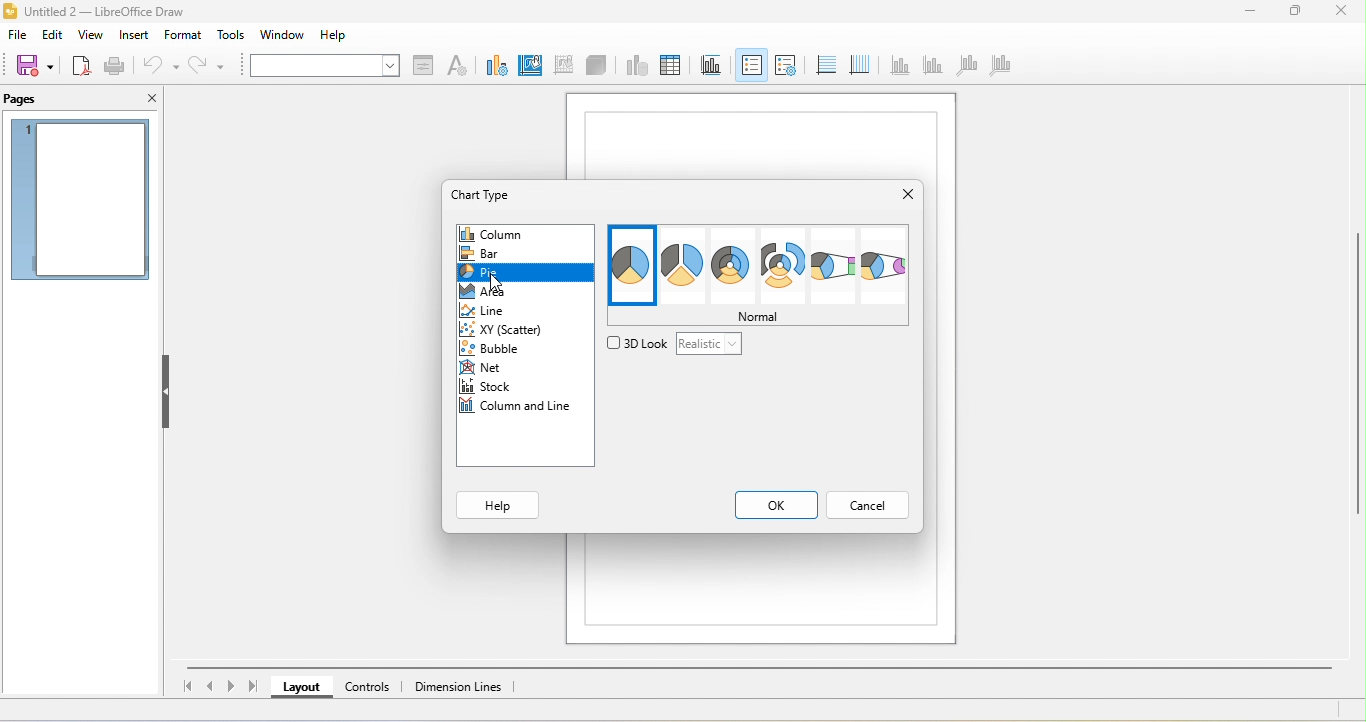 Untitled 2 — LibreOffice Draw
File Edit View Insert Format Tools Window Help
Pages
1
Chart Type
Column
Bar
Pie
Area
Line
XY (Scatter)
Bubble
Net
Stock
Column and Line
Normal
3D Look Realistic
Help OK Cancel
Layout Controls Dimension Lines